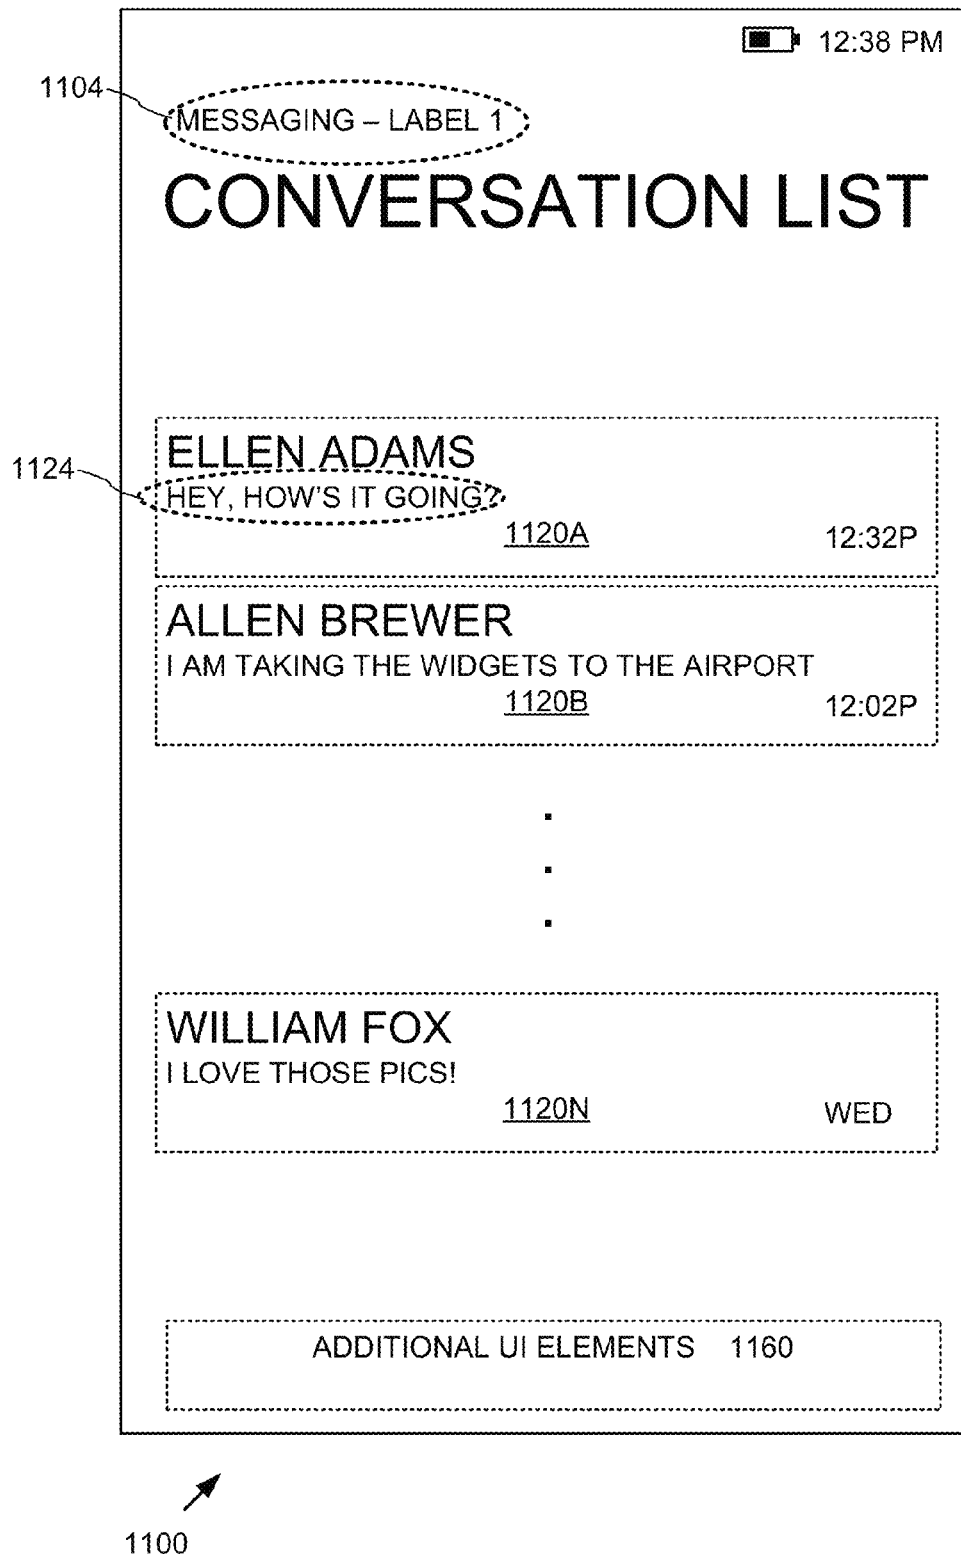 12:38 PM
1104
MESSAGING – LABEL 1
CONVERSATION LIST
ELLEN ADAMS
1124
HEY, HOW'S IT GOING?
1120A 12:32P
ALLEN BREWER
I AM TAKING THE WIDGETS TO THE AIRPORT
1120B 12:02P
WILLIAM FOX
I LOVE THOSE PICS!
1120N WED
ADDITIONAL UI ELEMENTS 1160
1100